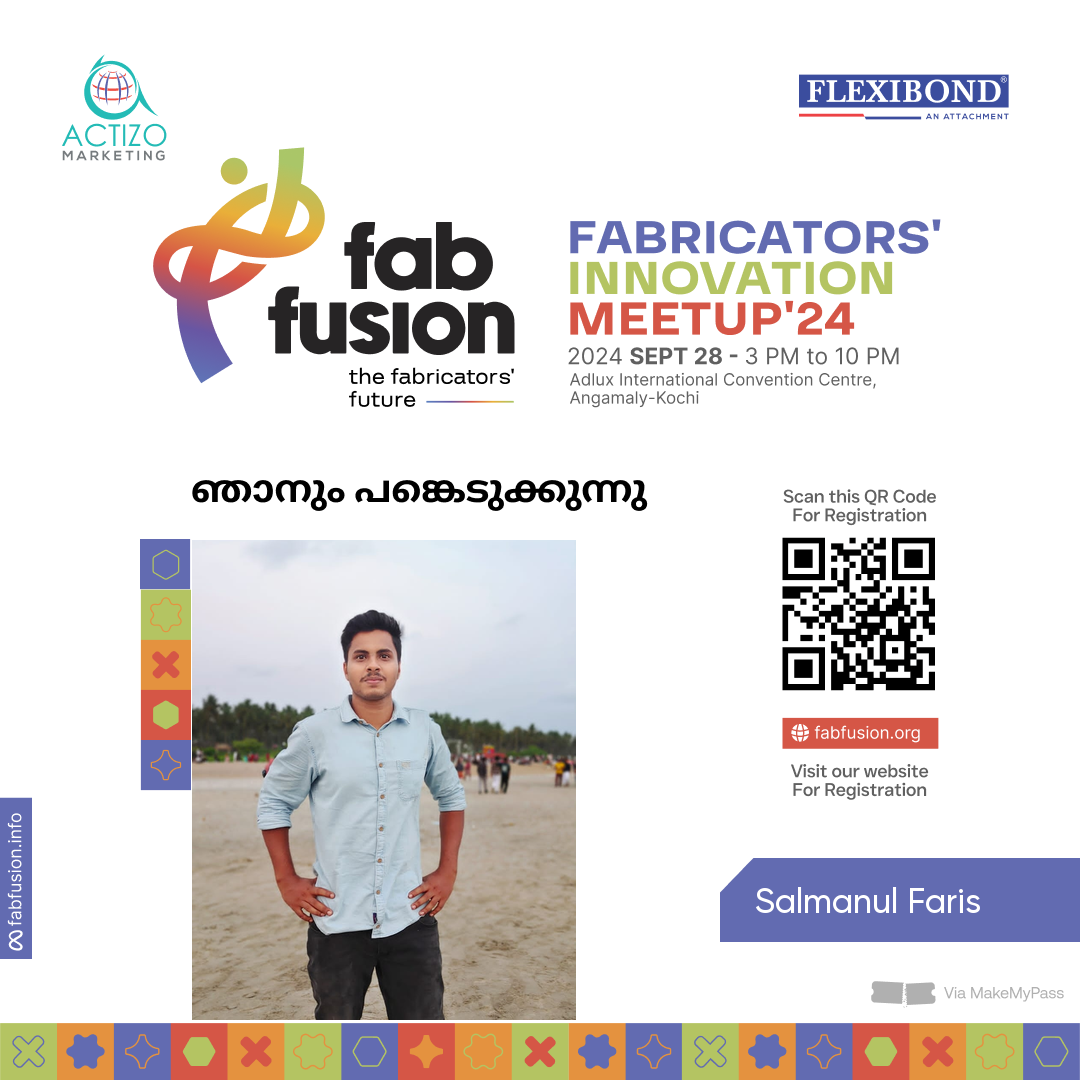 ACTIZO
MARKETING
FLEXIBOND®
AN ATTACHMENT
fab
fusion
the fabricators'
future
FABRICATORS'
INNOVATION
MEETUP'24
2024 SEPT 28 - 3 PM to 10 PM
Adlux International Convention Centre,
Angamaly-Kochi
ഞാനും പങ്കെടുക്കുന്നു
Scan this QR Code
For Registration
fabfusion.org
Visit our website
For Registration
fabfusion.info
Salmanul Faris
Via MakeMyPass